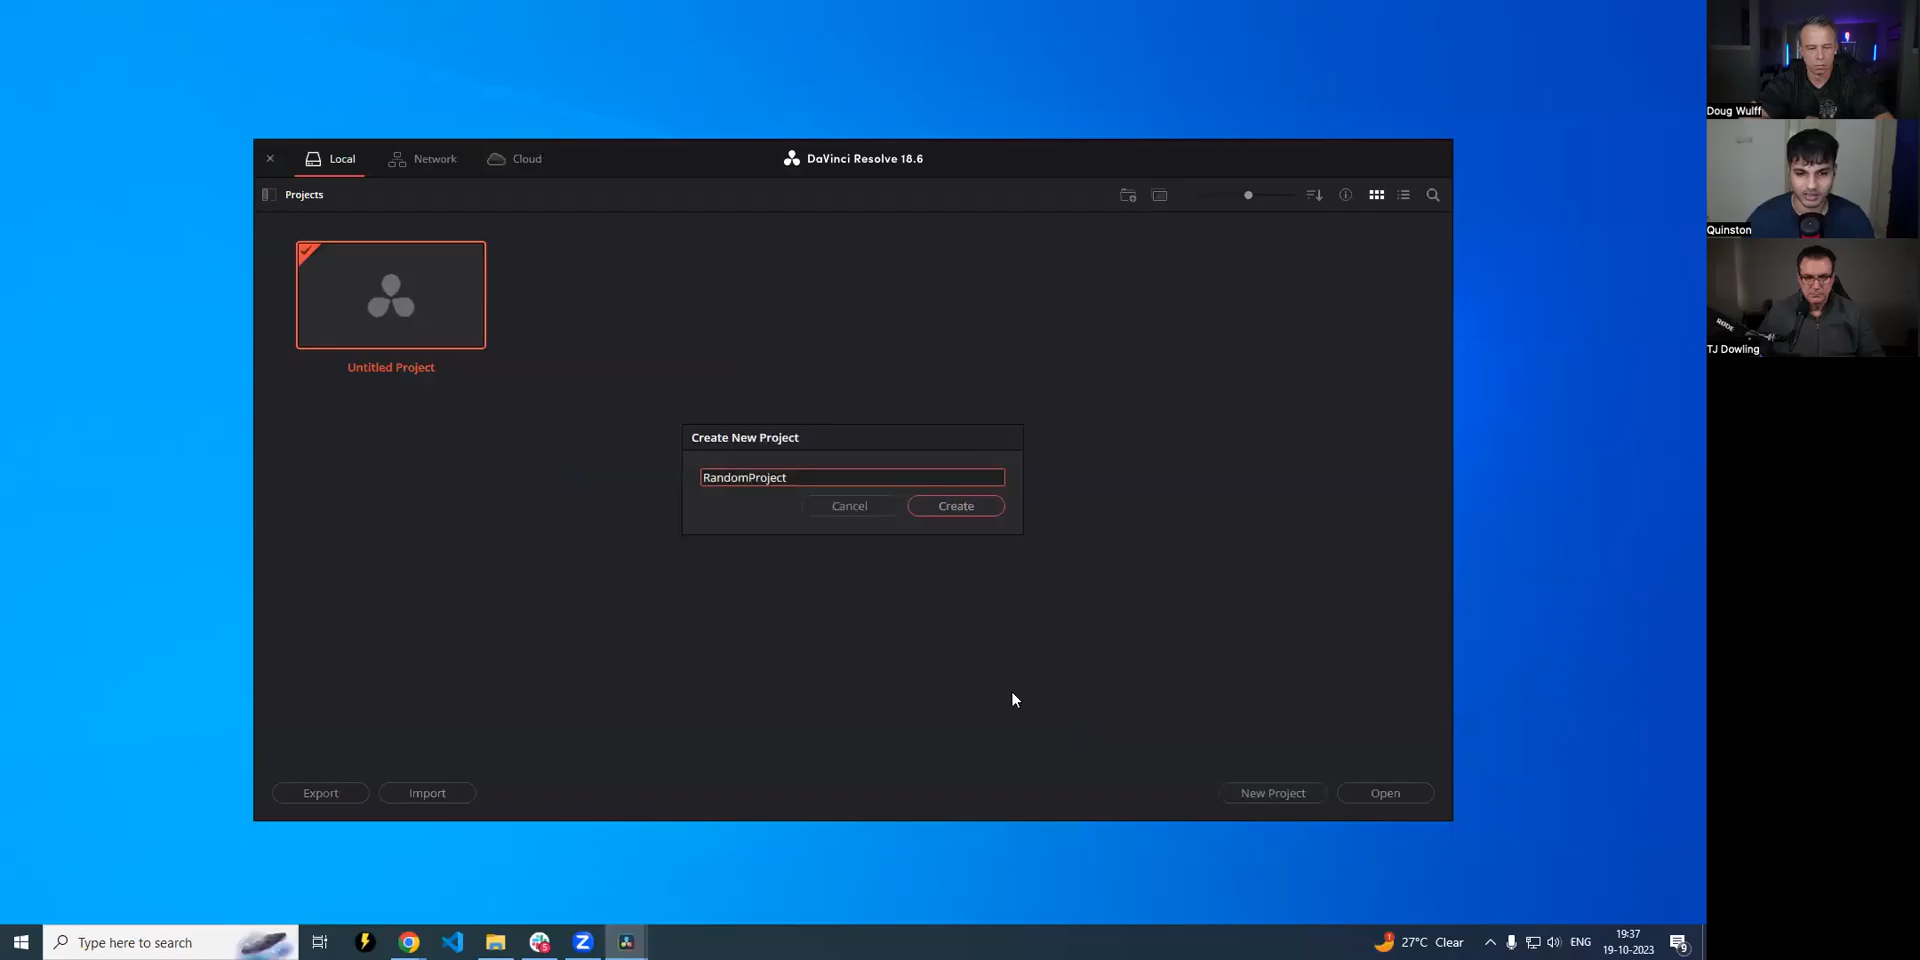 Local
Network
Cloud
DaVinci Resolve 18.6
Projects
Untitled Project
Create New Project
RandomProject
Cancel
Create
Export
Import
New Project
Open
Doug Wulff
Quinston
RØDE
TJ Dowling
Type here to search
27°C Clear
ENG
19:37
19-10-2023
9